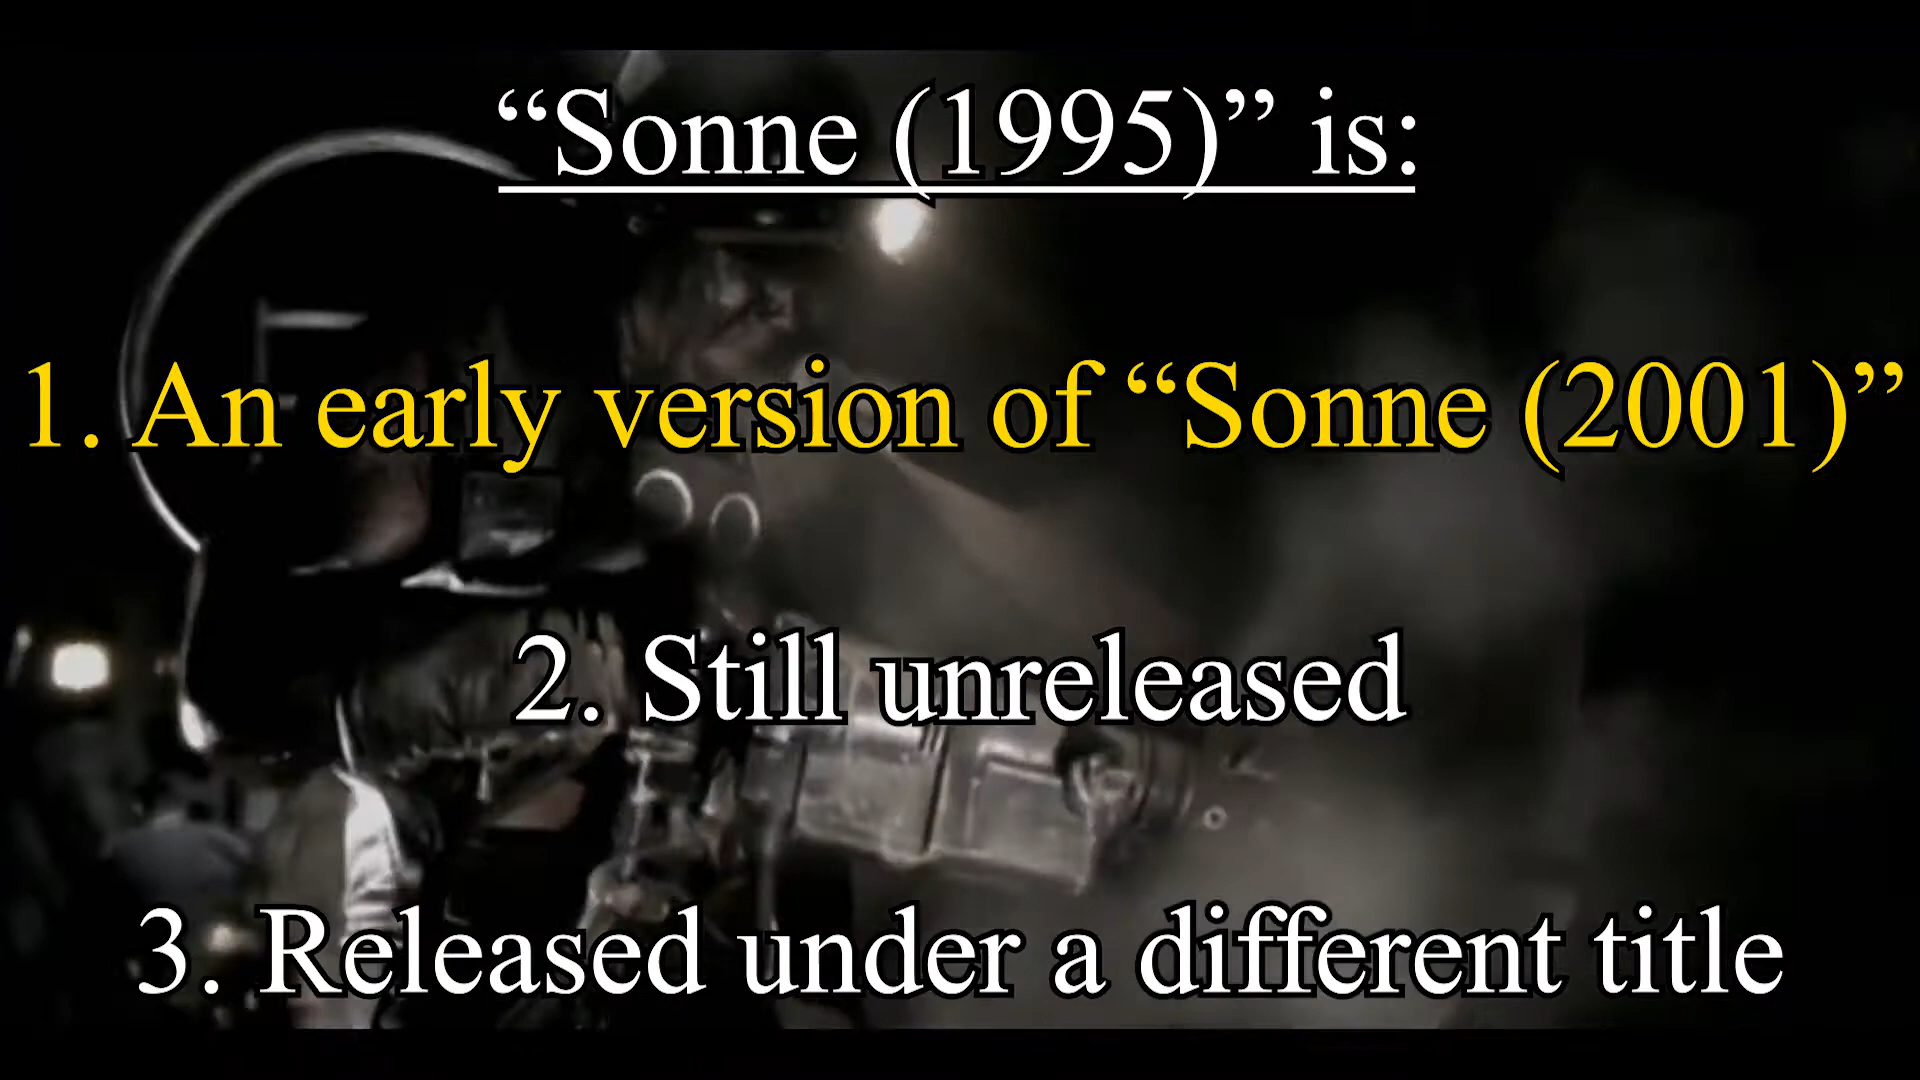 “Sonne (1995)” is:
1. An early version of “Sonne (2001)”
2. Still unreleased
3. Released under a different title